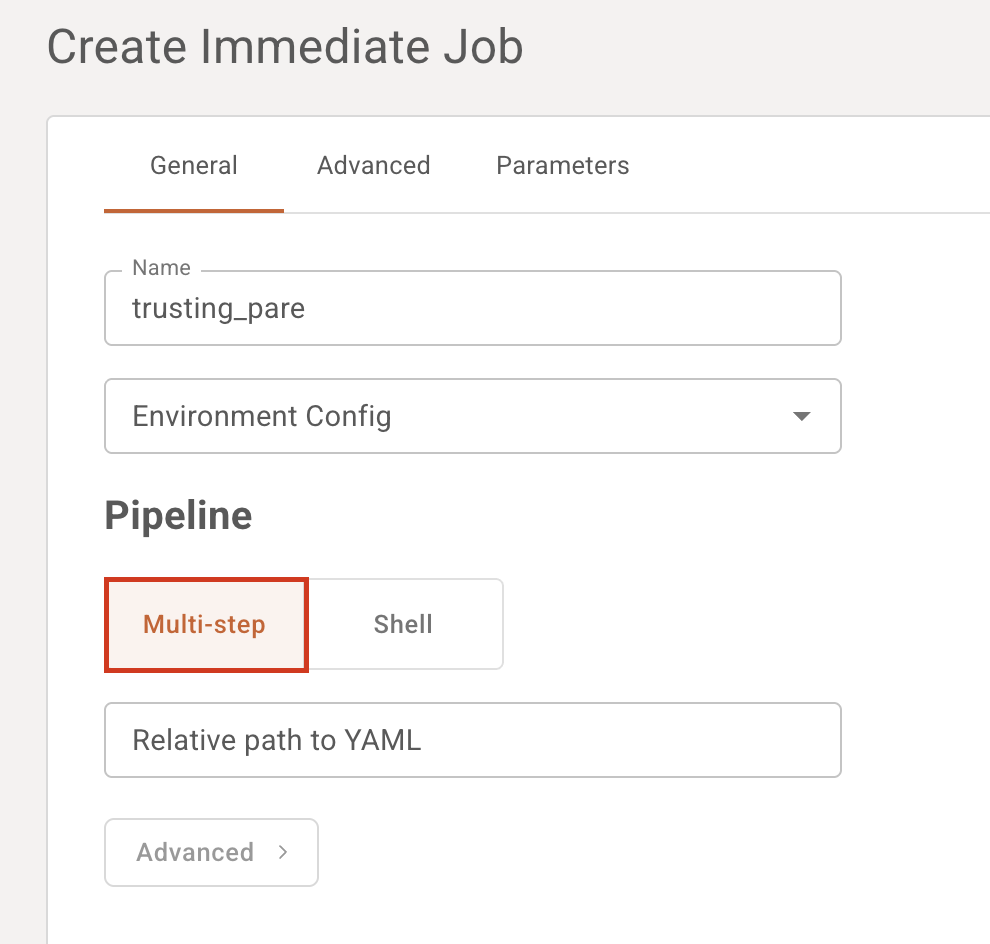 Create Immediate Job
General Advanced Parameters
Name
trusting_pare
Environment Config
Pipeline
Multi-step Shell
Relative path to YAML
Advanced